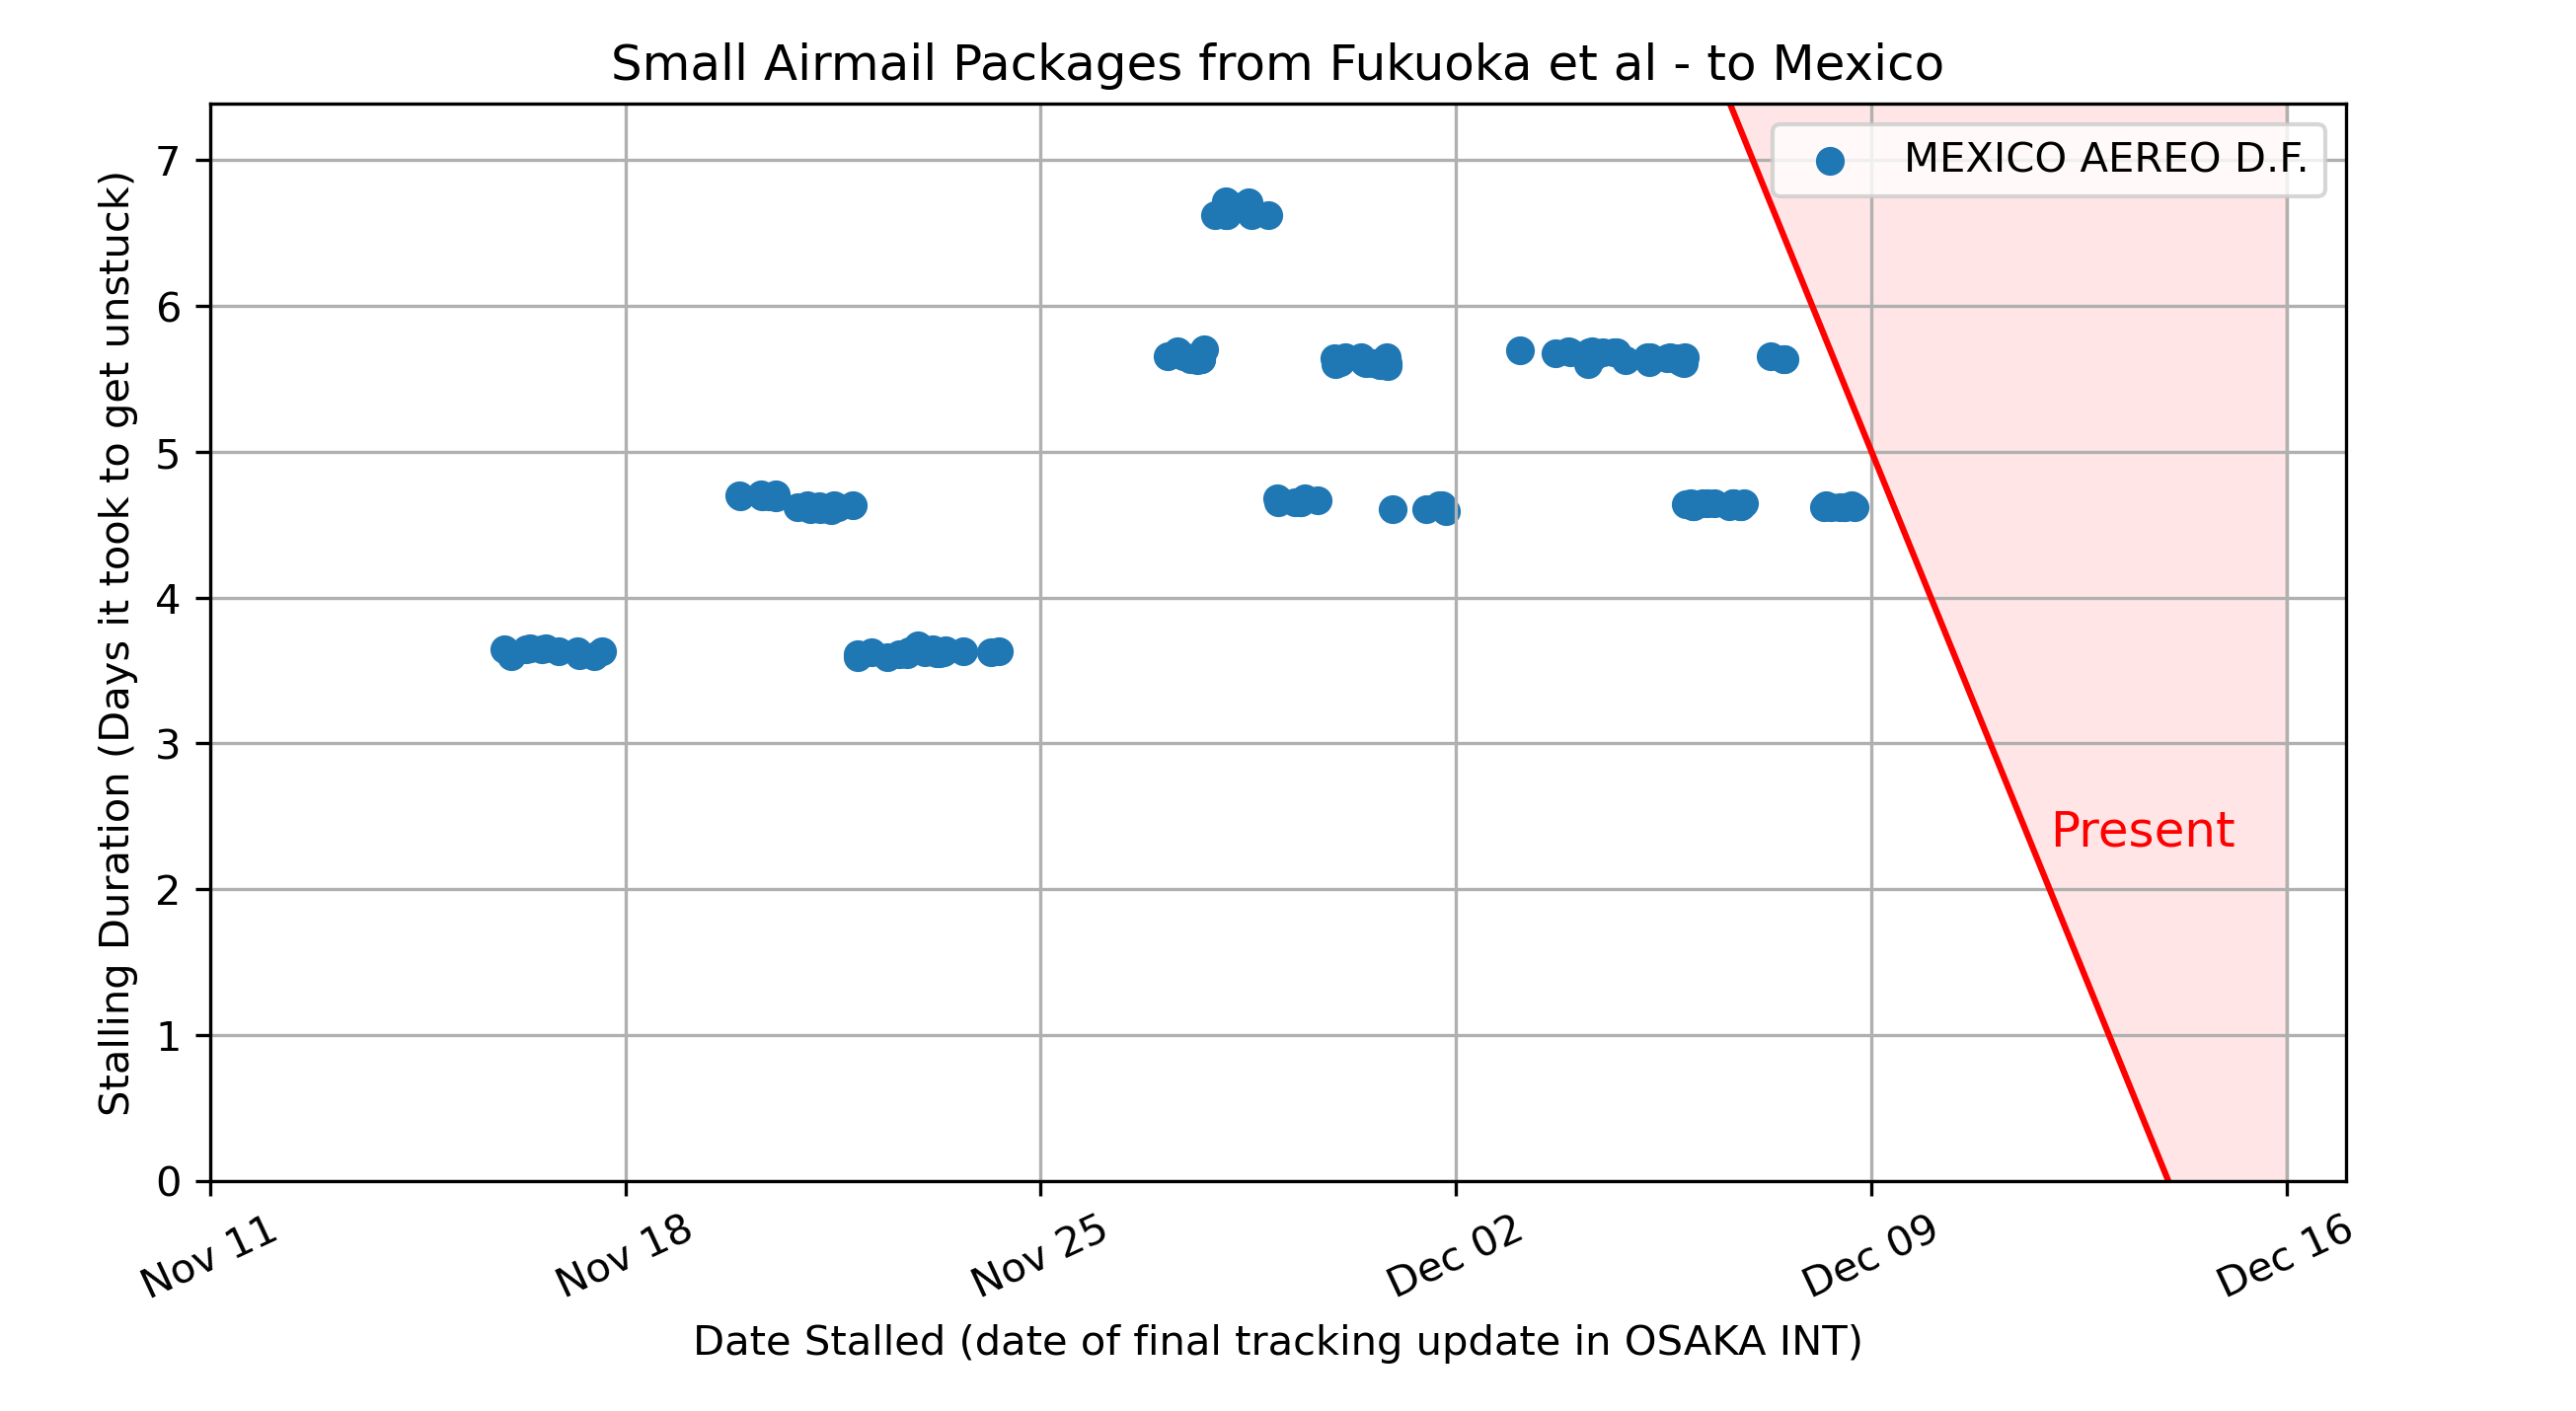 Small Airmail Packages from Fukuoka et al - to Mexico
MEXICO AEREO D.F.
Stalling Duration (Days it took to get unstuck)
7
6
5
4
3
2
1
0
Present
Nov 11
Nov 18
Nov 25
Dec 02
Dec 09
Dec 16
Date Stalled (date of final tracking update in OSAKA INT)